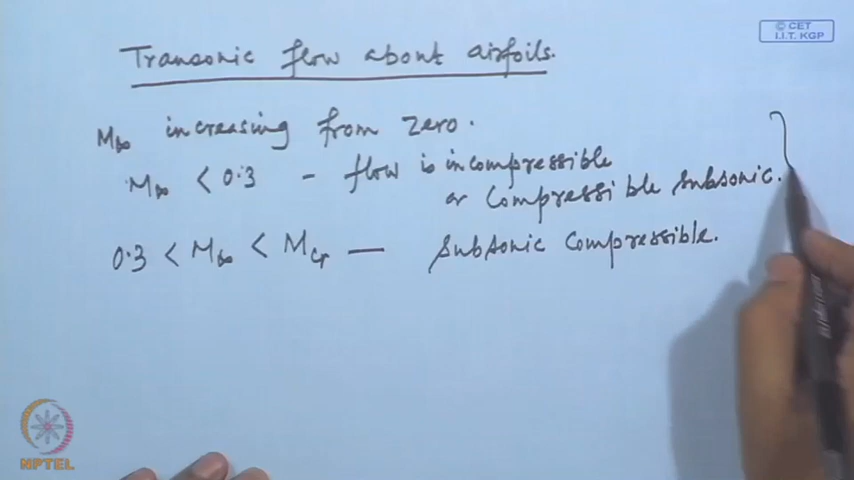 © CET
I.I.T. KGP
Transonic flow about airfoils.
M∞ increasing from zero.
M∞ < 0.3 - flow is incompressible
or compressible subsonic.
0.3 < M∞ < Mcr — subsonic compressible.
NPTEL